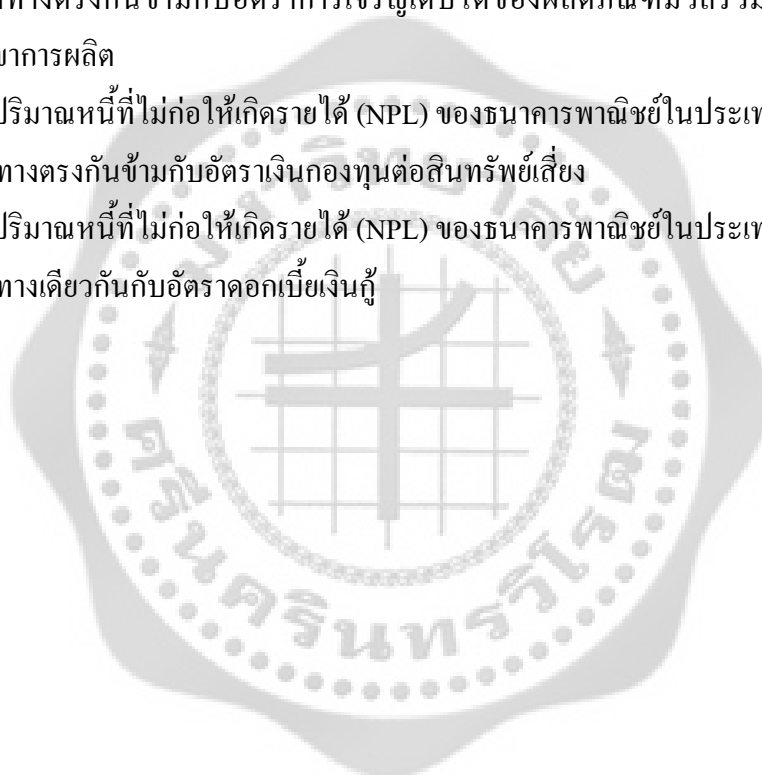 ทางตรงกันข้ามกับอัตราการเจริญเติบโตของผลิตภัณฑ์มวลรวม
าการผลิต
ปริมาณหนี้ที่ไม่ก่อให้เกิดรายได้ (NPL) ของธนาคารพาณิชย์ในประเท
ทางตรงกันข้ามกับอัตราเงินกองทุนต่อสินทรัพย์เสี่ยง
ปริมาณหนี้ที่ไม่ก่อให้เกิดรายได้ (NPL) ของธนาคารพาณิชย์ในประเท
ทางเดียวกันกับอัตราดอกเบี้ยเงินกู้
มหาวิทยาลัย
ศรีนครินทรวิโรฒ